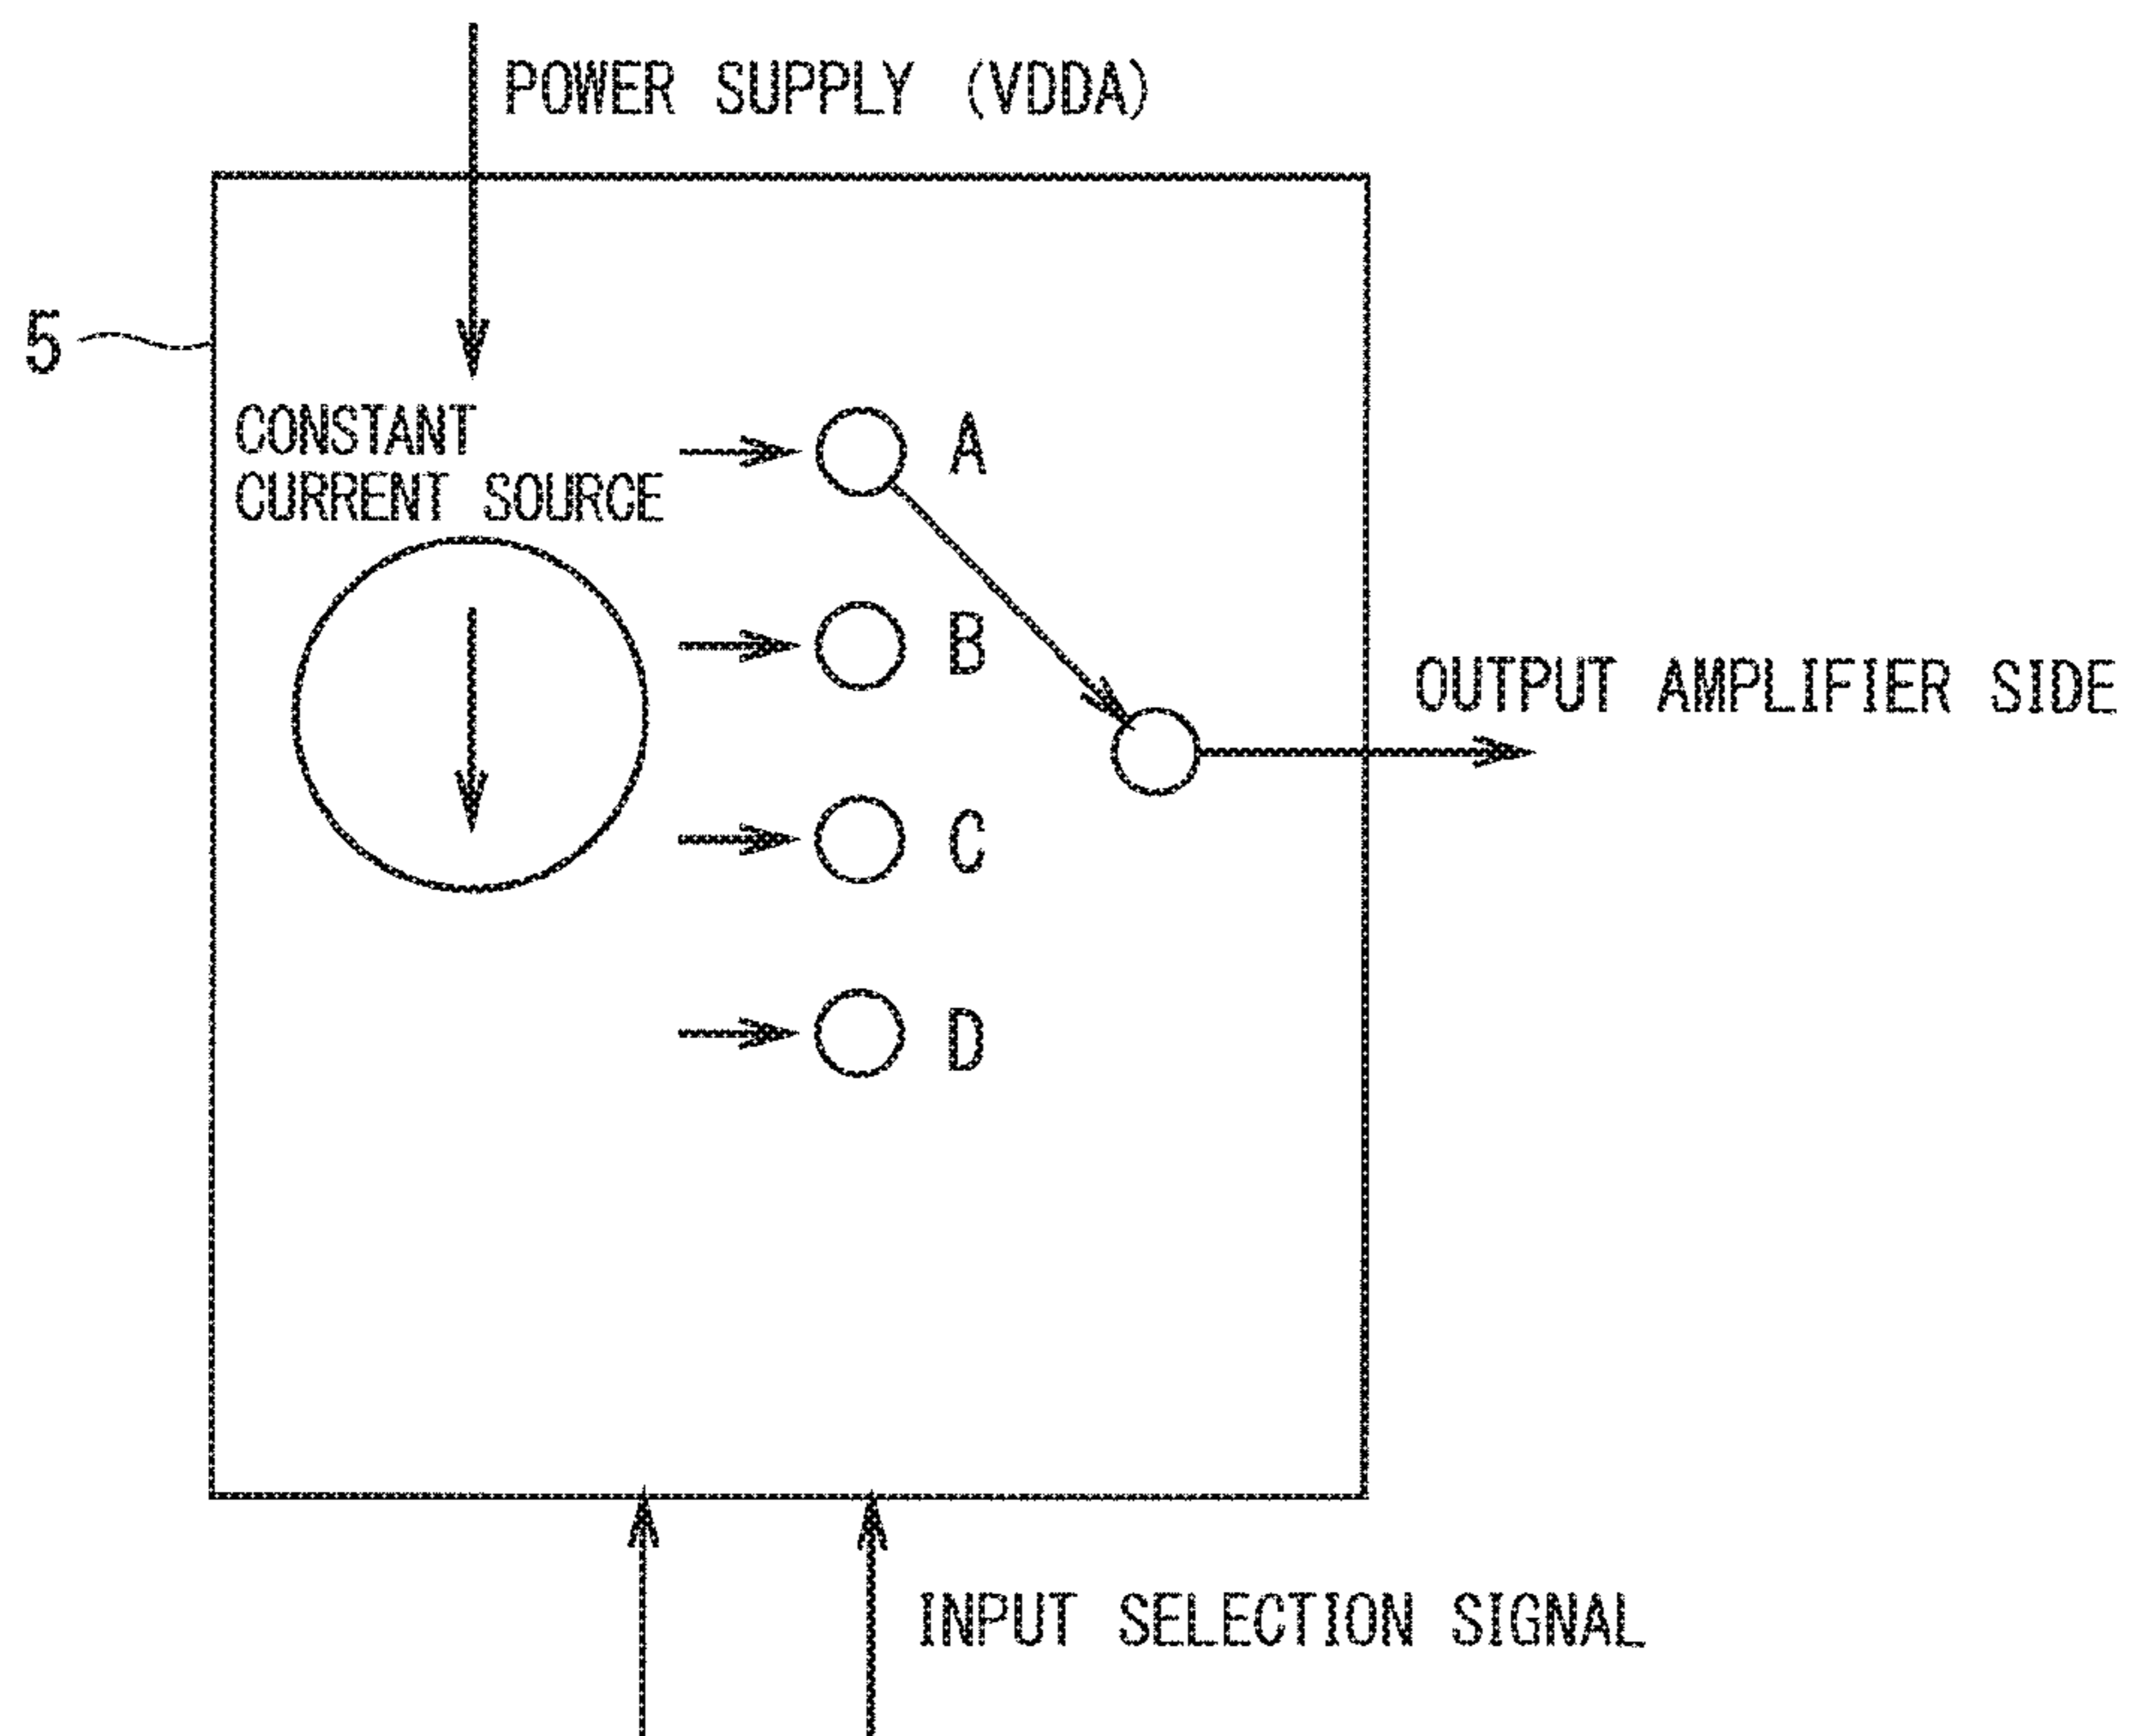 POWER SUPPLY (VDDA)
5
CONSTANT
CURRENT SOURCE
A
B
OUTPUT AMPLIFIER SIDE
C
D
INPUT SELECTION SIGNAL